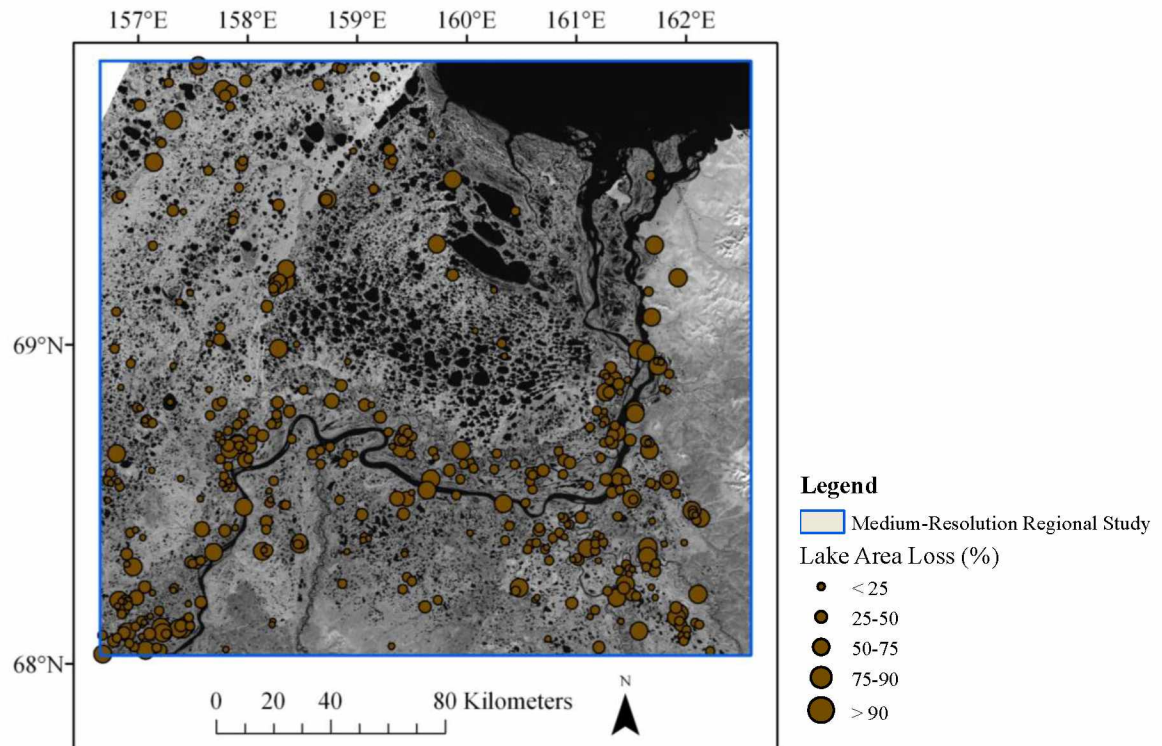 157°E 158°E 159°E 160°E 161°E 162°E
69°N
68°N
0 20 40 80 Kilometers
N
Legend
Medium-Resolution Regional Study
Lake Area Loss (%)
< 25
25-50
50-75
75-90
> 90